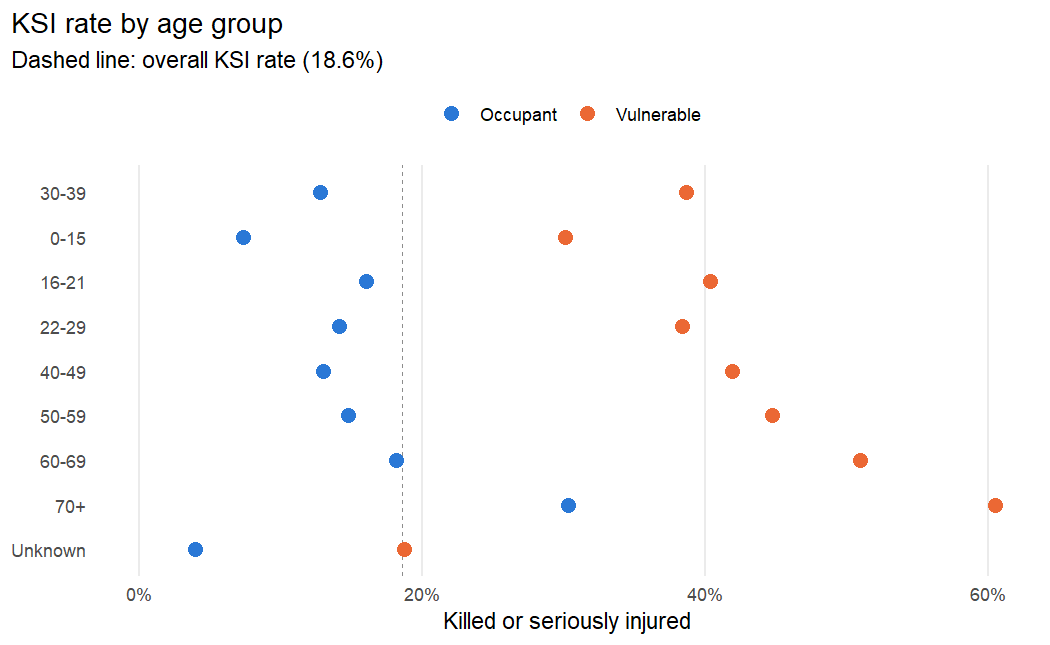 KSI rate by age group
Dashed line: overall KSI rate (18.6%)
Occupant Vulnerable
30-39
0-15
16-21
22-29
40-49
50-59
60-69
70+
Unknown
0% 20% 40% 60%
Killed or seriously injured